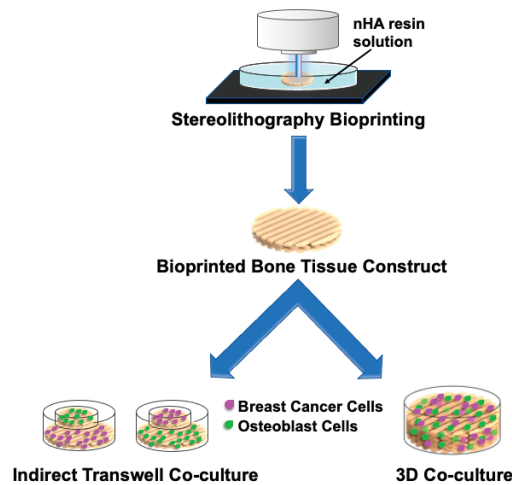 nHA resin
solution
Stereolithography Bioprinting
Bioprinted Bone Tissue Construct
Breast Cancer Cells
Osteoblast Cells
Indirect Transwell Co-culture
3D Co-culture